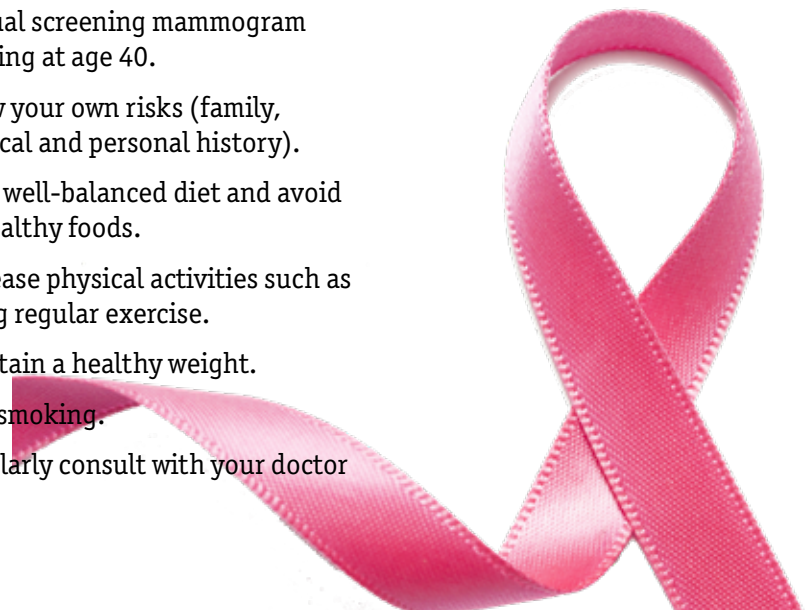 ual screening mammogram
ing at age 40.
w your own risks (family,
cal and personal history).
well-balanced diet and avoid
althy foods.
ease physical activities such as
g regular exercise.
tain a healthy weight.
smoking.
larly consult with your doctor